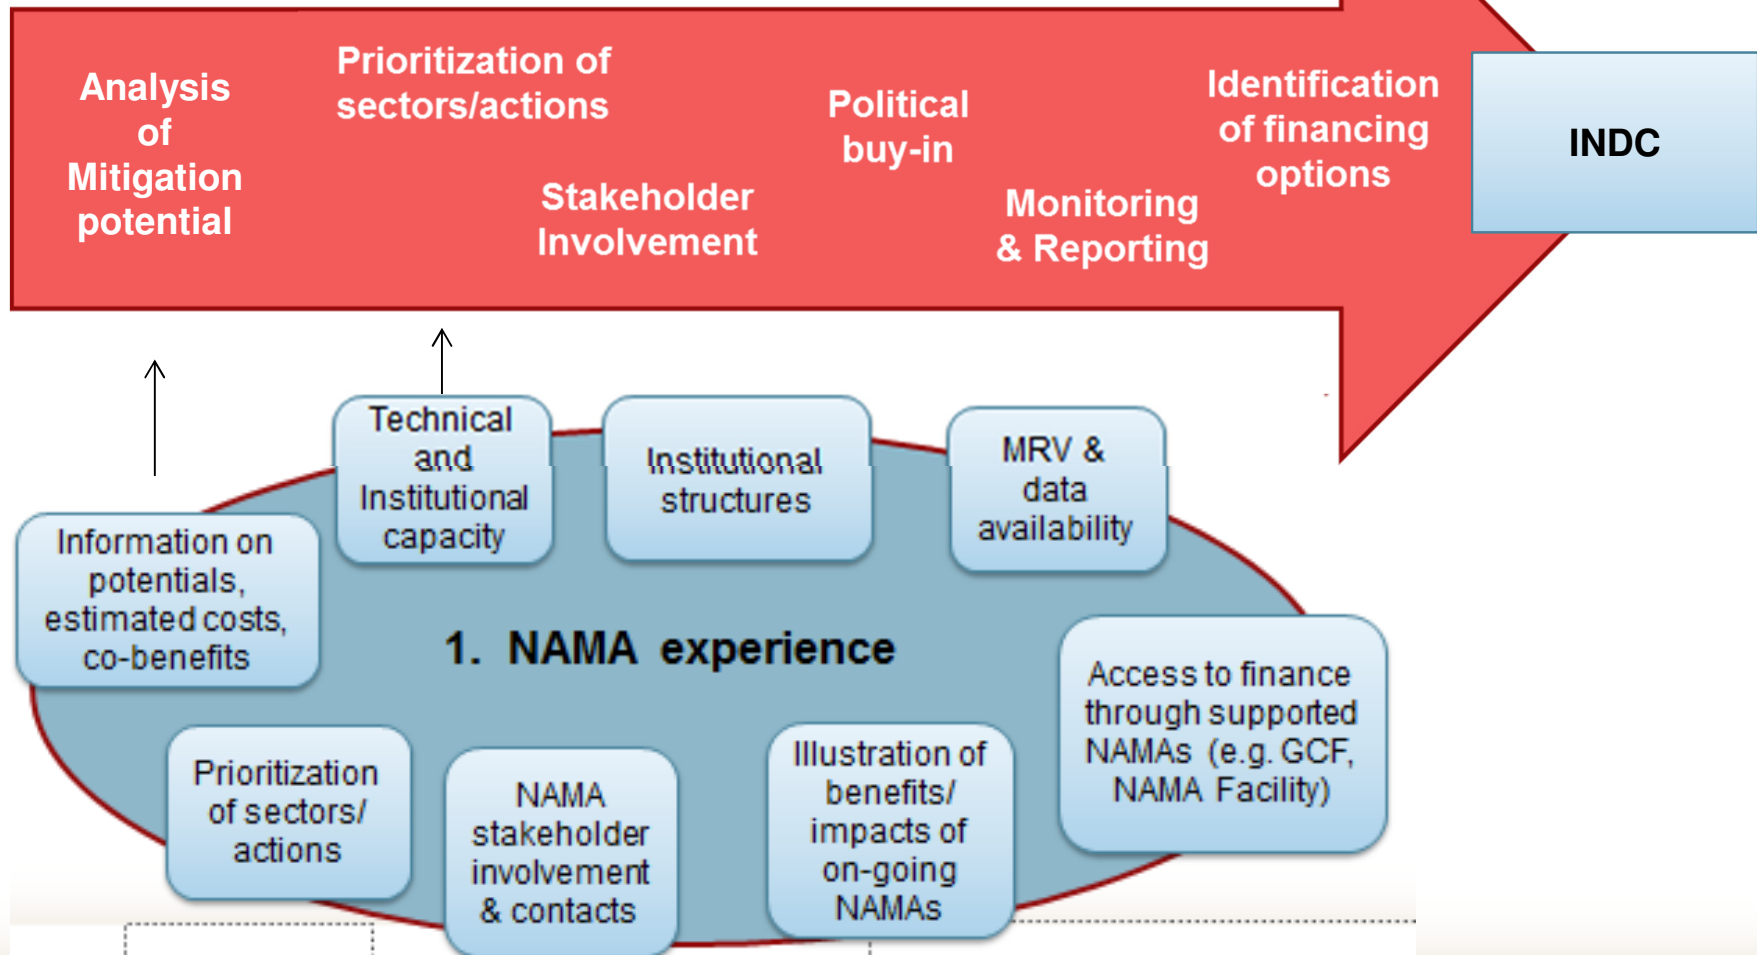 Analysis
of
Mitigation
potential
Prioritization of
sectors/actions
Stakeholder
Involvement
Political
buy-in
Monitoring
& Reporting
Identification
of financing
options
INDC
Technical
and
Institutional
capacity
Institutional
structures
MRV &
data
availability
Information on
potentials,
estimated costs,
co-benefits
1. NAMA experience
Access to finance
through supported
NAMAs (e.g. GCF,
NAMA Facility)
Prioritization
of sectors/
actions
NAMA
stakeholder
involvement
& contacts
Illustration of
benefits/
impacts of
on-going
NAMAs